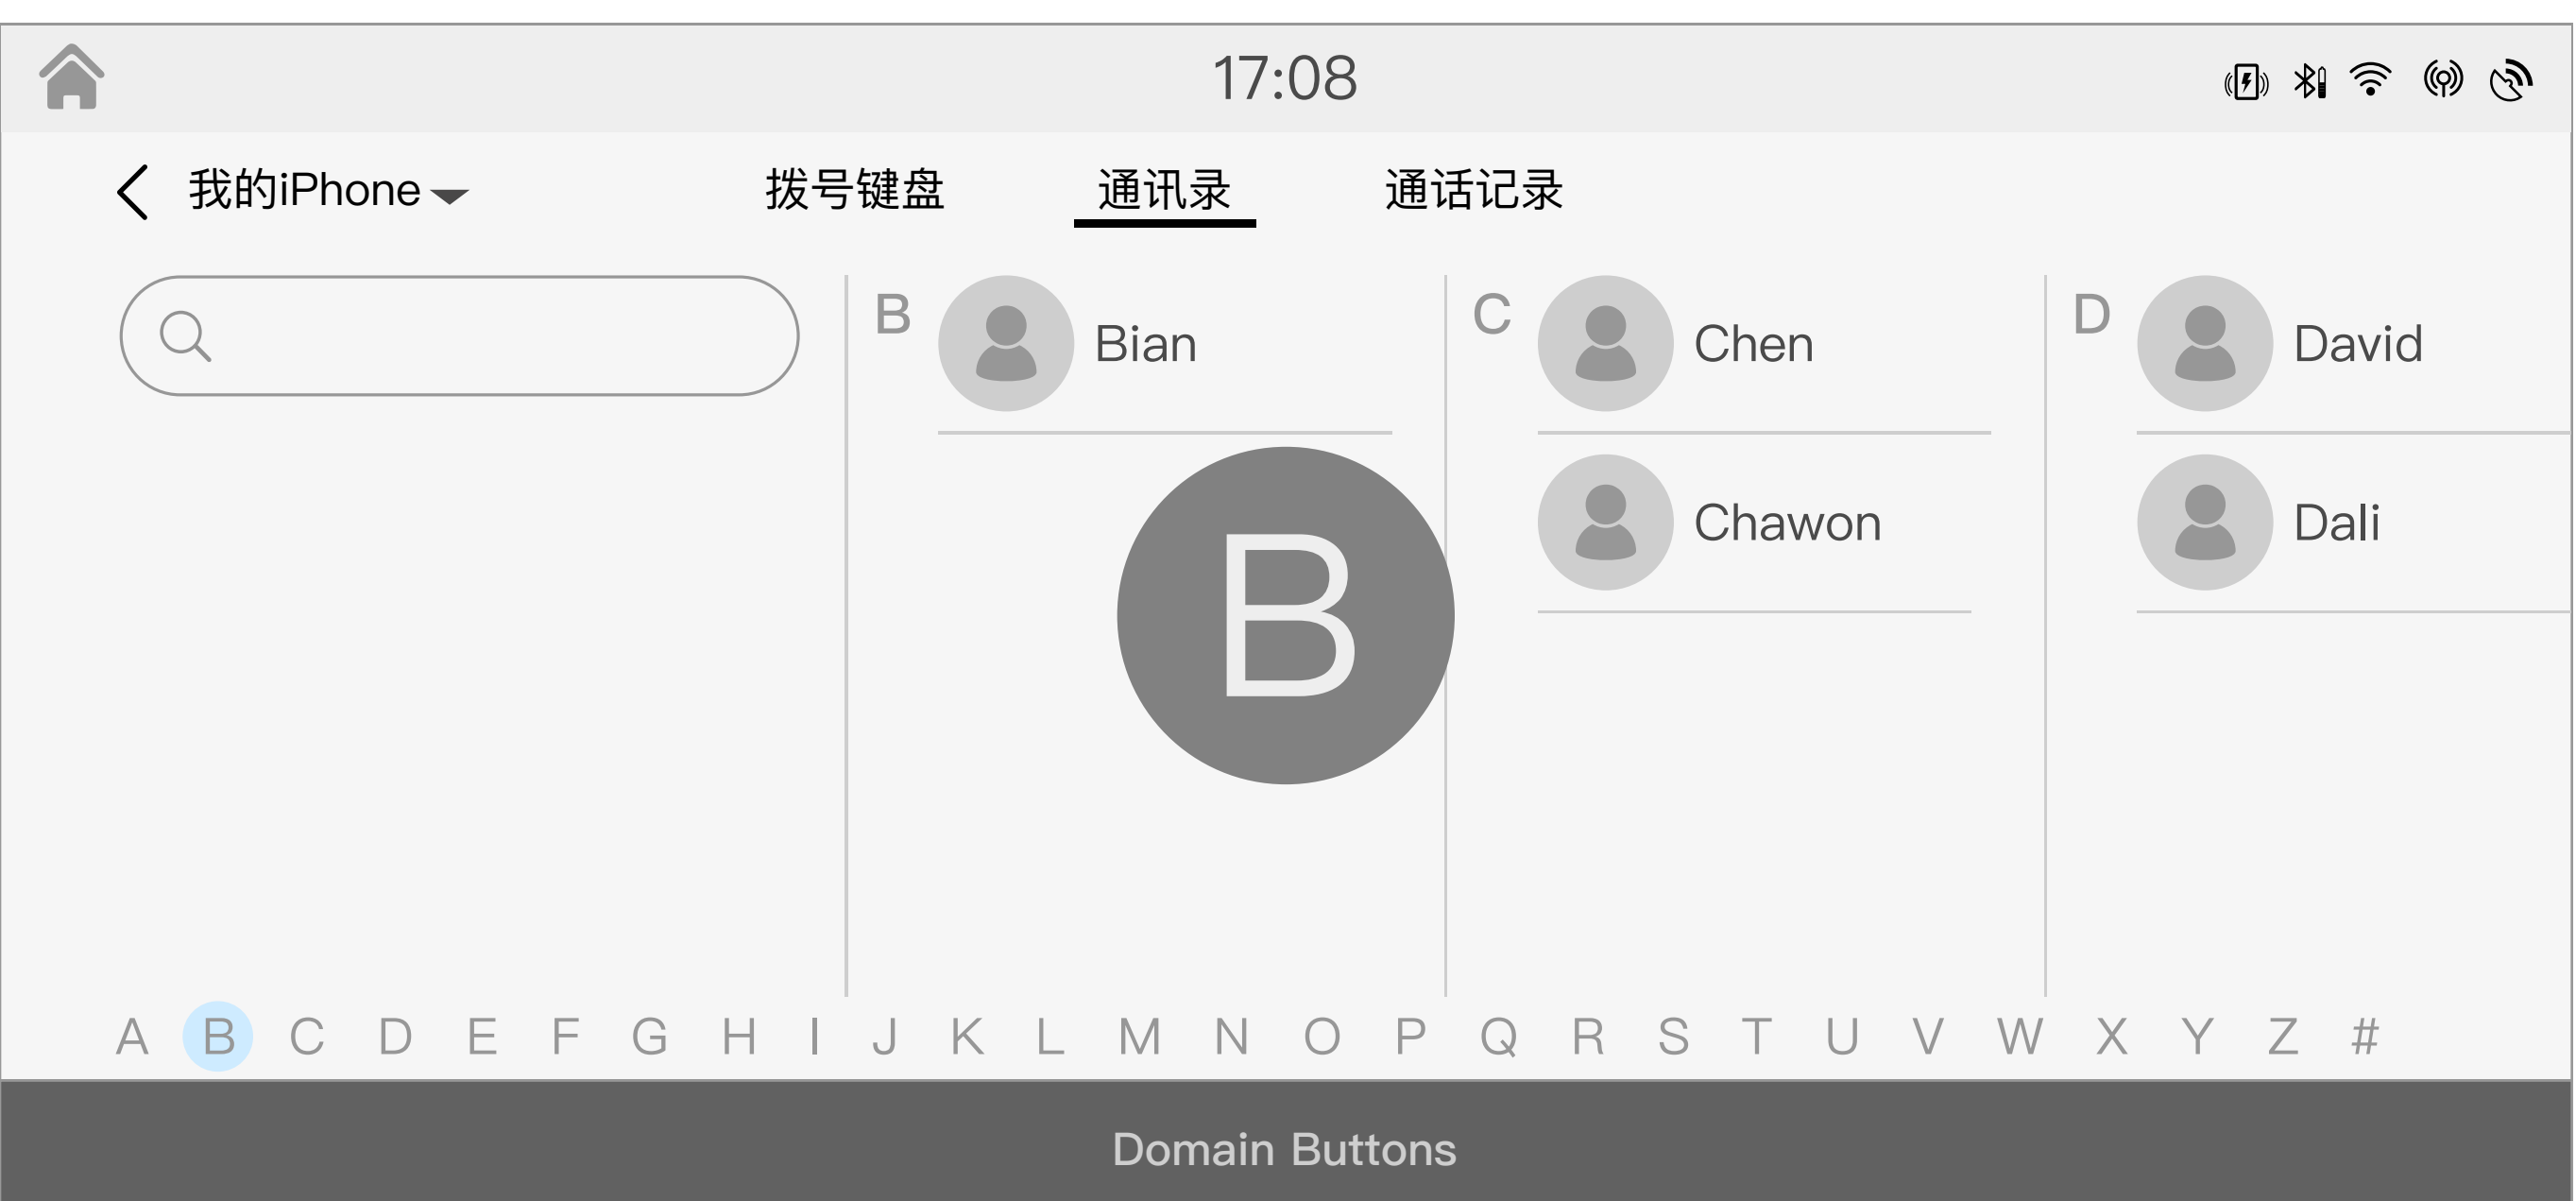 17:08
我的iPhone 拨号键盘 通讯录 通话记录
B Bian C Chen D David
Chawon Dali
B
A B C D E F G H I J K L M N O P Q R S T U V W X Y Z #
Domain Buttons